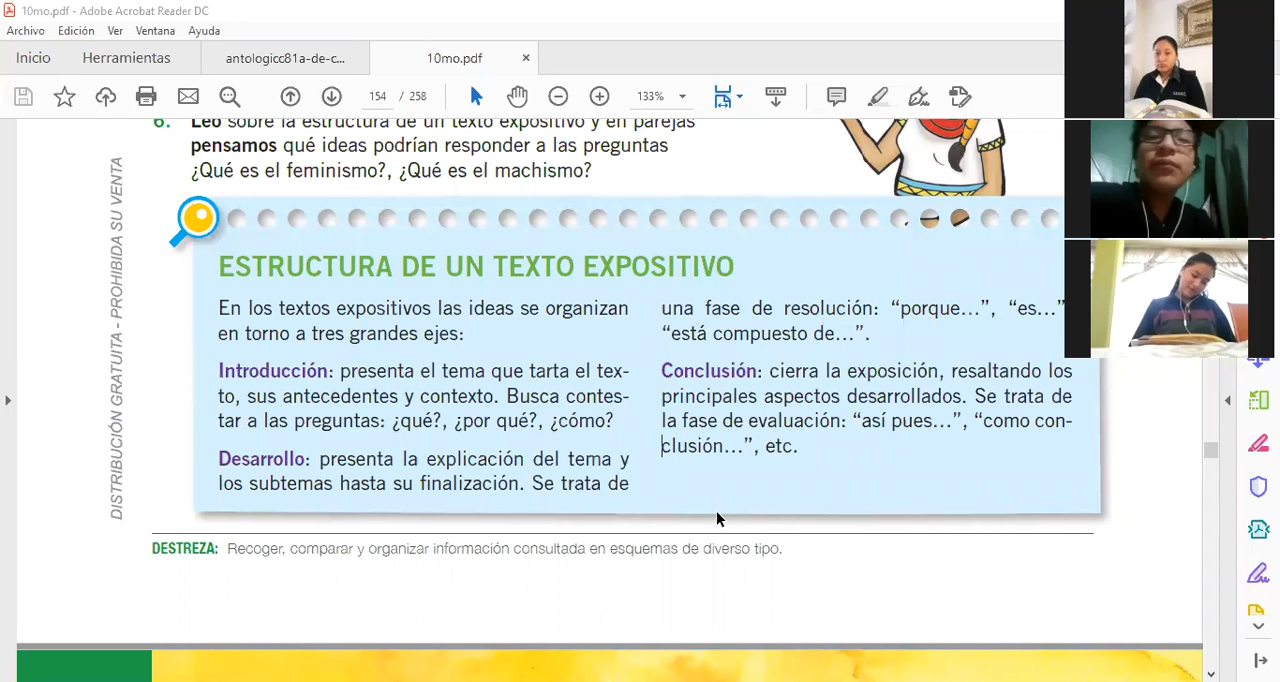 10mo.pdf - Adobe Acrobat Reader DC
Archivo Edición Ver Ventana Ayuda
Inicio Herramientas antologicc81a-de-c... 10mo.pdf ×
154 / 258 133%
6. Leo sobre la estructura de un texto expositivo y en parejas
pensamos qué ideas podrían responder a las preguntas
¿Qué es el feminismo?, ¿Qué es el machismo?
DISTRIBUCIÓN GRATUITA - PROHIBIDA SU VENTA
ESTRUCTURA DE UN TEXTO EXPOSITIVO
En los textos expositivos las ideas se organizan
en torno a tres grandes ejes:
Introducción: presenta el tema que tarta el tex-
to, sus antecedentes y contexto. Busca contes-
tar a las preguntas: ¿qué?, ¿por qué?, ¿cómo?
Desarrollo: presenta la explicación del tema y
los subtemas hasta su finalización. Se trata de
una fase de resolución: “porque...”, “es...”
“está compuesto de...”.
Conclusión: cierra la exposición, resaltando los
principales aspectos desarrollados. Se trata de
la fase de evaluación: “así pues...”, “como con-
clusión...”, etc.
DESTREZA: Recoger, comparar y organizar información consultada en esquemas de diverso tipo.